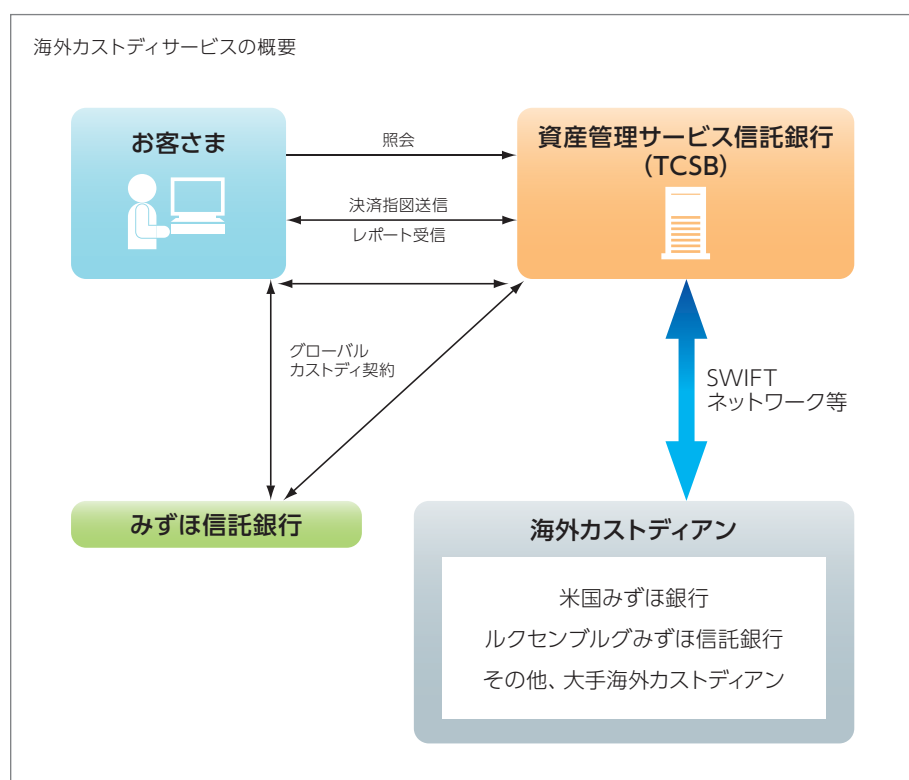 海外カストディサービスの概要
お客さま
照会
資産管理サービス信託銀行
(TCSB)
決済指図送信
レポート受信
グローバル
カストディ契約
SWIFT
ネットワーク等
みずほ信託銀行
海外カストディアン
米国みずほ銀行
ルクセンブルグみずほ信託銀行
その他、大手海外カストディアン